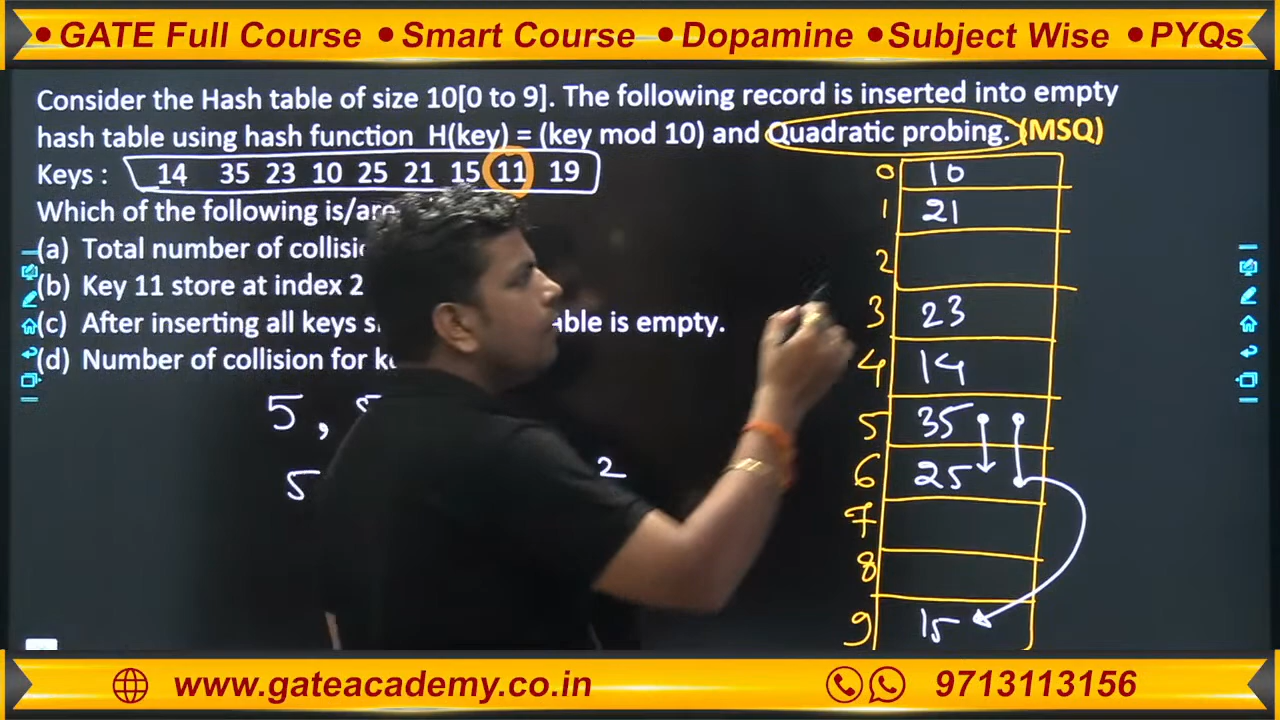 • GATE Full Course • Smart Course • Dopamine • Subject Wise • PYQs
Consider the Hash table of size 10[0 to 9]. The following record is inserted into empty
hash table using hash function H(key) = (key mod 10) and Quadratic probing. (MSQ)
Keys : 14 35 23 10 25 21 15 11 19
Which of the following is/are
(a) Total number of
(b) Key 11 store at index 2
(c) After inserting all keys is empty.
(d) Number of collision for
5 ,
5 2
0 10
1 21
2
3 23
4 14
5 35
6 25
7
8
9 15
www.gateacademy.co.in 9713113156